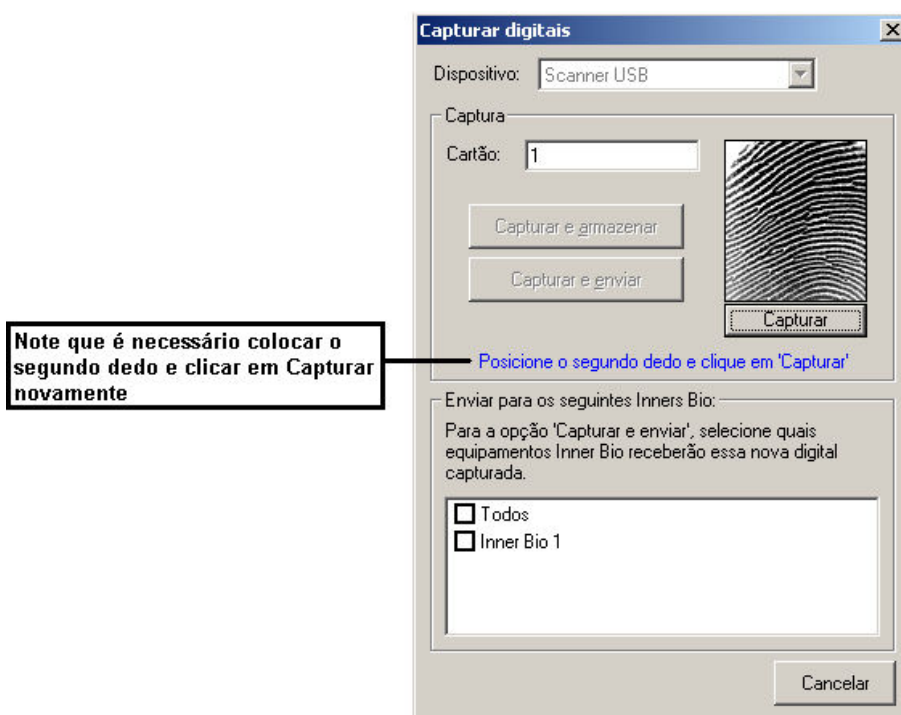 Capturar digitais
Dispositivo: Scanner USB
Captura
Cartão: 1
Capturar e armazenar
Capturar e enviar
Capturar
Note que é necessário colocar o
segundo dedo e clicar em Capturar
novamente
Posicione o segundo dedo e clique em 'Capturar'
Enviar para os seguintes Inners Bio:
Para a opção 'Capturar e enviar', selecione quais
equipamentos Inner Bio receberão essa nova digital
capturada.
Todos
Inner Bio 1
Cancelar